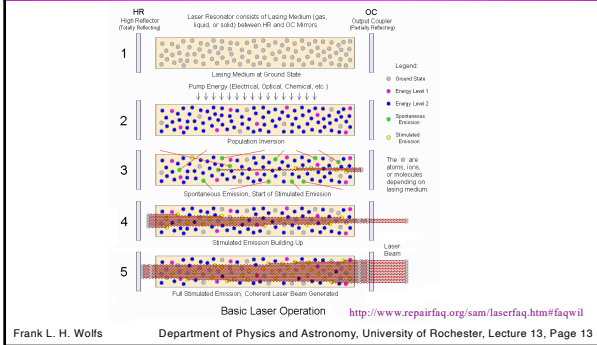 HR
High Reflector
(Totally Reflecting)
Laser Resonator consists of Lasing Medium (gas,
liquid, or solid) between HR and OC Mirrors.
OC
Output Coupler
(Partially Reflecting)
1
Lasing Medium at Ground State
Pump Energy (Electrical, Optical, Chemical, etc.)
2
Population Inversion
3
Spontaneous Emission, Start of Stimulated Emission
4
Stimulated Emission Building Up
5
Full Stimulated Emission, Coherent Laser Beam Generated
Legend:
Ground State
Energy Level 1
Energy Level 2
Spontaneous
Emission
Stimulated
Emission
The are
atoms, ions,
or molecules
depending on
lasing medium.
Laser
Beam
Basic Laser Operation
http://www.repairfaq.org/sam/laserfaq.htm#faqwil
Frank L. H. Wolfs
Department of Physics and Astronomy, University of Rochester, Lecture 13, Page 13